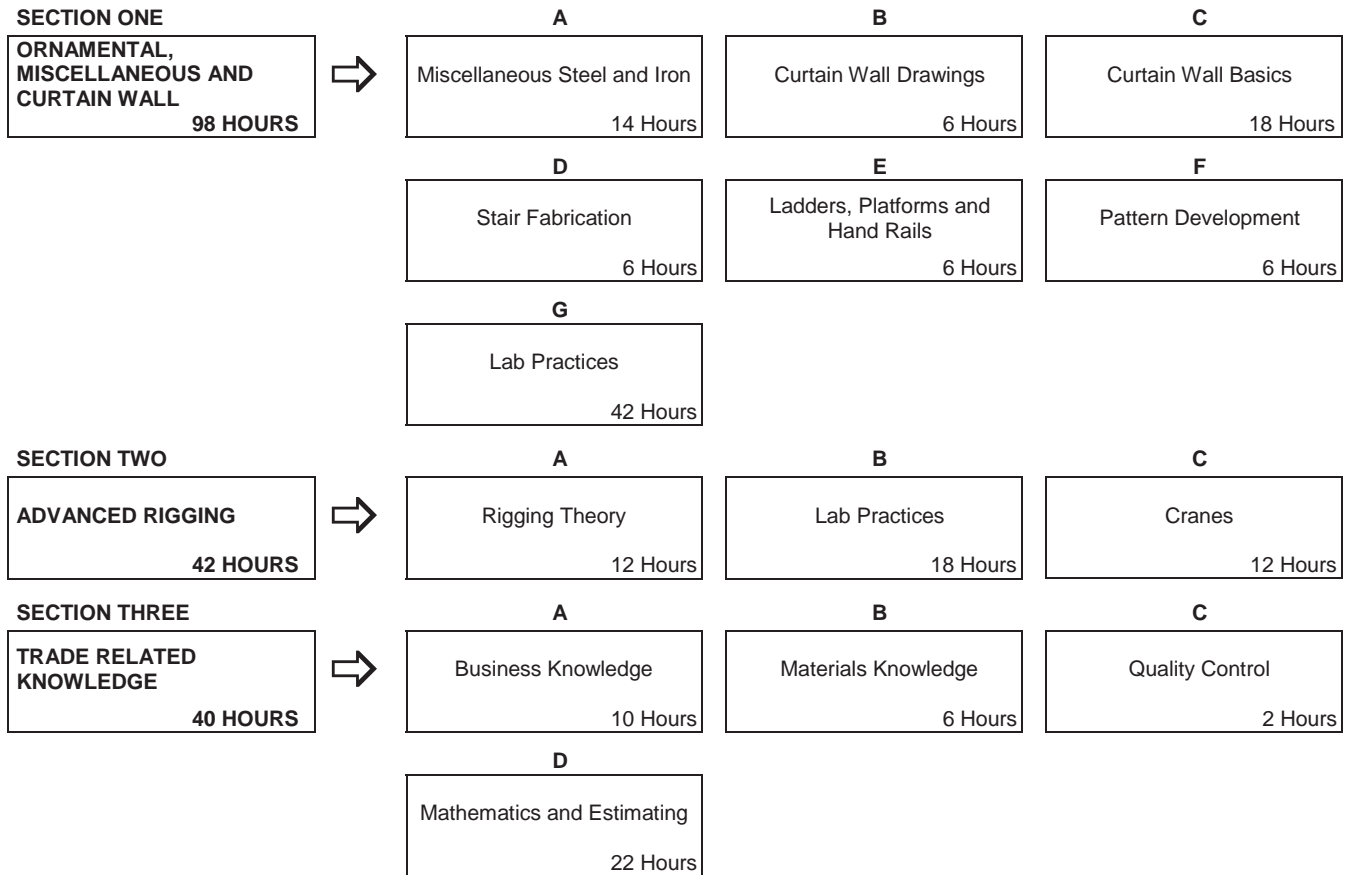 SECTION ONE
A
B
C
ORNAMENTAL,
MISCELLANEOUS AND
CURTAIN WALL
98 HOURS
Miscellaneous Steel and Iron
14 Hours
Curtain Wall Drawings
6 Hours
Curtain Wall Basics
18 Hours
D
E
F
Stair Fabrication
6 Hours
Ladders, Platforms and
Hand Rails
6 Hours
Pattern Development
6 Hours
G
Lab Practices
42 Hours
SECTION TWO
A
B
C
ADVANCED RIGGING
42 HOURS
Rigging Theory
12 Hours
Lab Practices
18 Hours
Cranes
12 Hours
SECTION THREE
A
B
C
TRADE RELATED
KNOWLEDGE
40 HOURS
Business Knowledge
10 Hours
Materials Knowledge
6 Hours
Quality Control
2 Hours
D
Mathematics and Estimating
22 Hours